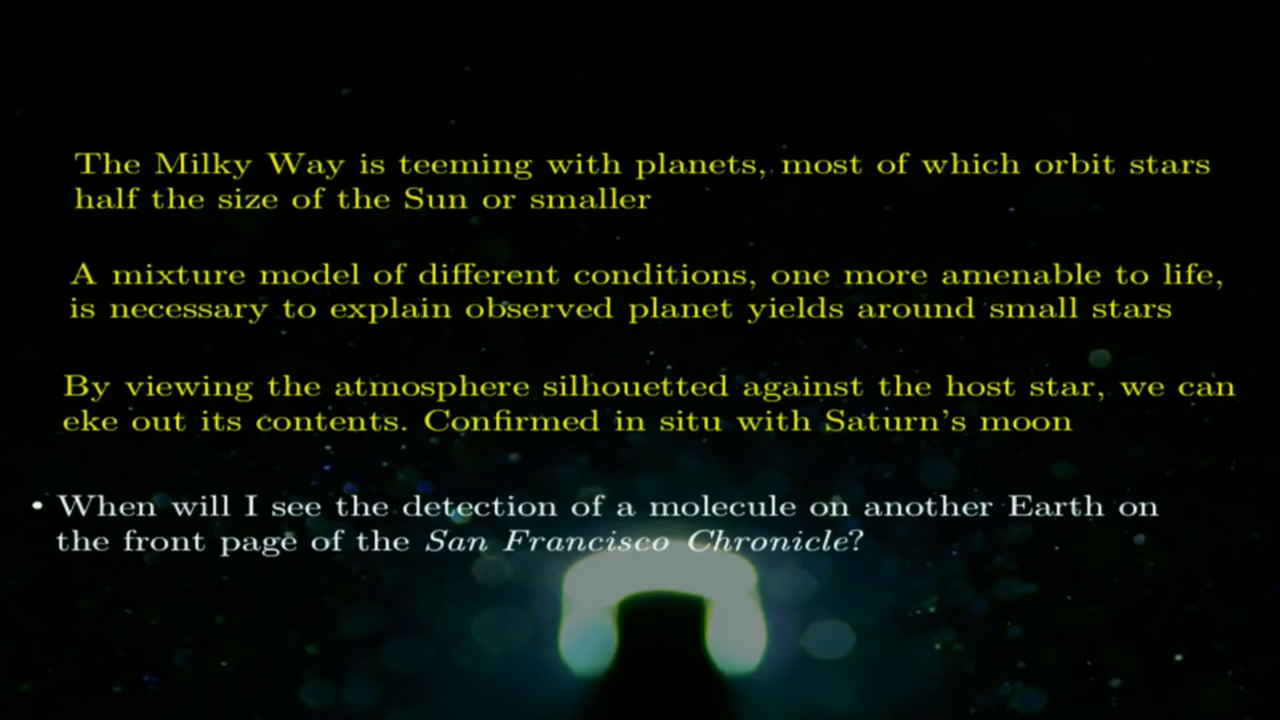 The Milky Way is teeming with planets, most of which orbit stars
half the size of the Sun or smaller
A mixture model of different conditions, one more amenable to life,
is necessary to explain observed planet yields around small stars
By viewing the atmosphere silhouetted against the host star, we can
eke out its contents. Confirmed in situ with Saturn's moon
• When will I see the detection of a molecule on another Earth on
the front page of the San Francisco Chronicle?